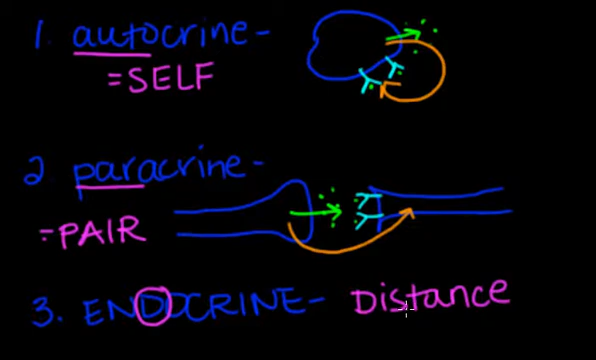 1. autocrine-
=SELF
2 paracrine-
=PAIR
3. ENDOCRINE- Distance